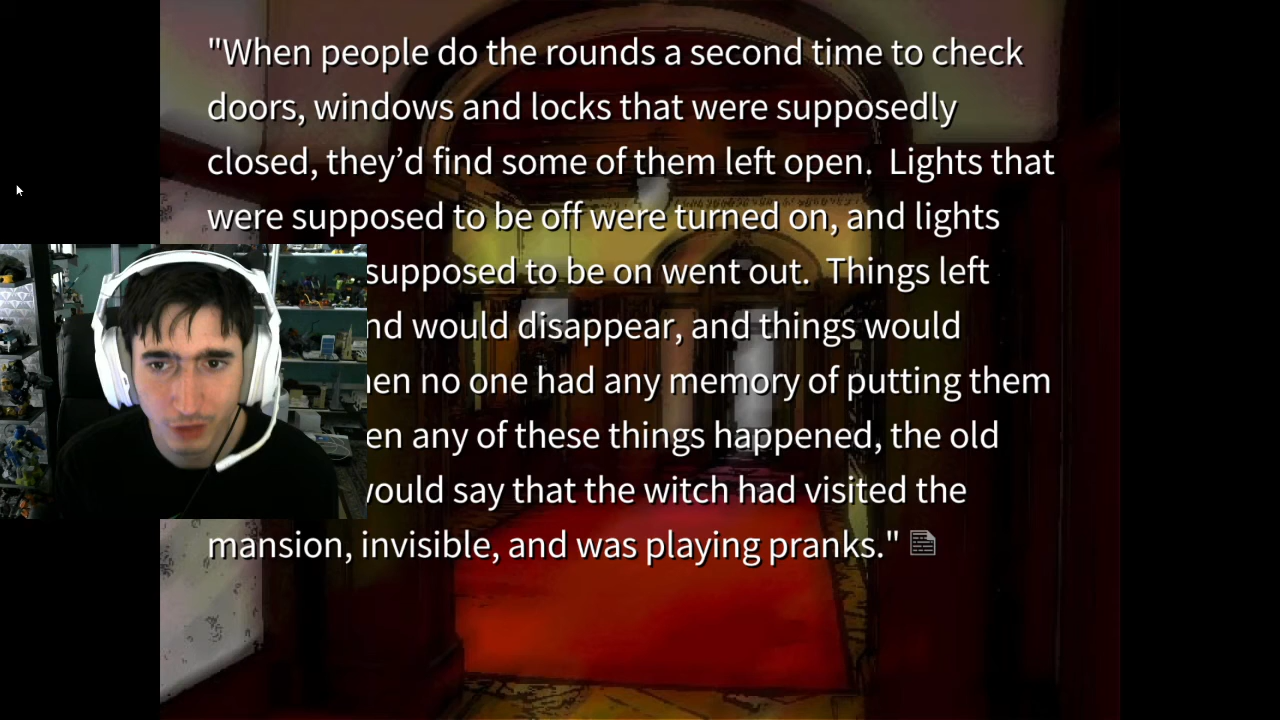 "When people do the rounds a second time to check
doors, windows and locks that were supposedly
closed, they’d find some of them left open.  Lights that
were supposed to be off were turned on, and lights
supposed to be on went out.  Things left
would disappear, and things would
no one had any memory of putting them
any of these things happened, the old
would say that the witch had visited the
mansion, invisible, and was playing pranks."